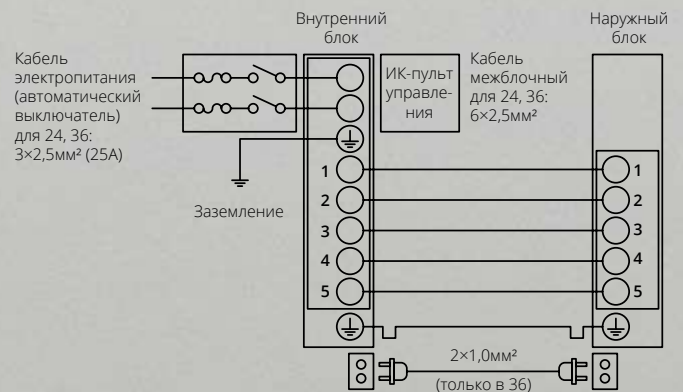 Внутренний
блок
Наружный
блок
Кабель
электропитания
(автоматический
выключатель)
для 24, 36:
3×2,5мм² (25А)
ИК-пульт
управле-
ния
Кабель
межблочный
для 24, 36:
6×2,5мм²
Заземление
1
2
3
4
5
1
2
3
4
5
2×1,0мм²
(только в 36)